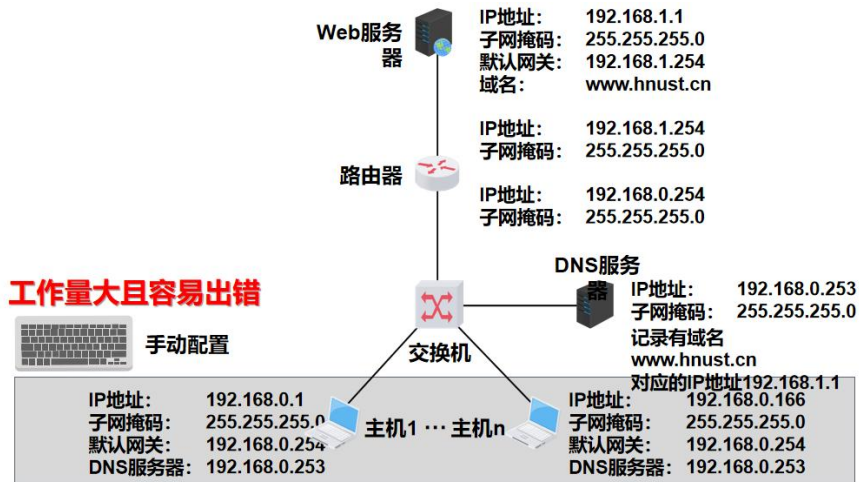 Web服务器
IP地址： 192.168.1.1
子网掩码： 255.255.255.0
默认网关： 192.168.1.254
域名： www.hnust.cn
IP地址： 192.168.1.254
子网掩码： 255.255.255.0
路由器
IP地址： 192.168.0.254
子网掩码： 255.255.255.0
DNS服务器
IP地址： 192.168.0.253
子网掩码： 255.255.255.0
记录有域名
www.hnust.cn
对应的IP地址192.168.1.1
工作量大且容易出错
手动配置
交换机
IP地址： 192.168.0.1
子网掩码： 255.255.255.0
默认网关： 192.168.0.254
DNS服务器： 192.168.0.253
主机1 … 主机n
IP地址： 192.168.0.166
子网掩码： 255.255.255.0
默认网关： 192.168.0.254
DNS服务器： 192.168.0.253